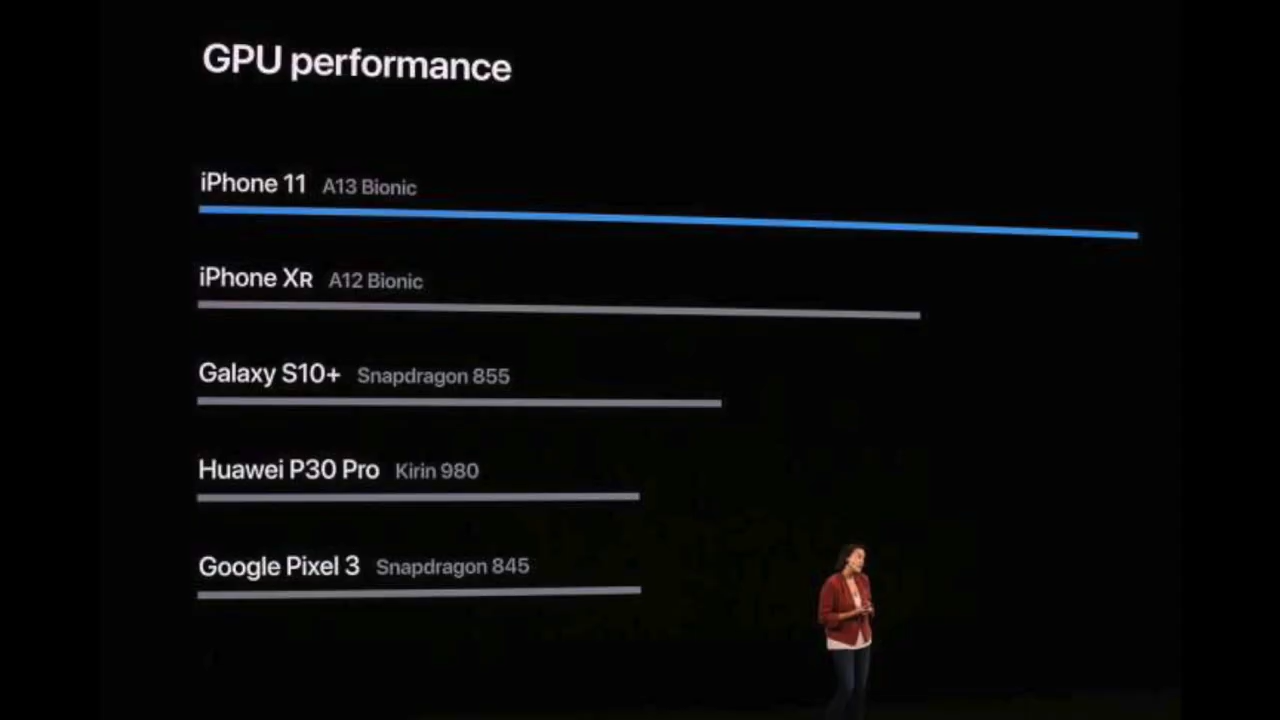 GPU performance
iPhone 11 A13 Bionic
iPhone XR A12 Bionic
Galaxy S10+ Snapdragon 855
Huawei P30 Pro Kirin 980
Google Pixel 3 Snapdragon 845